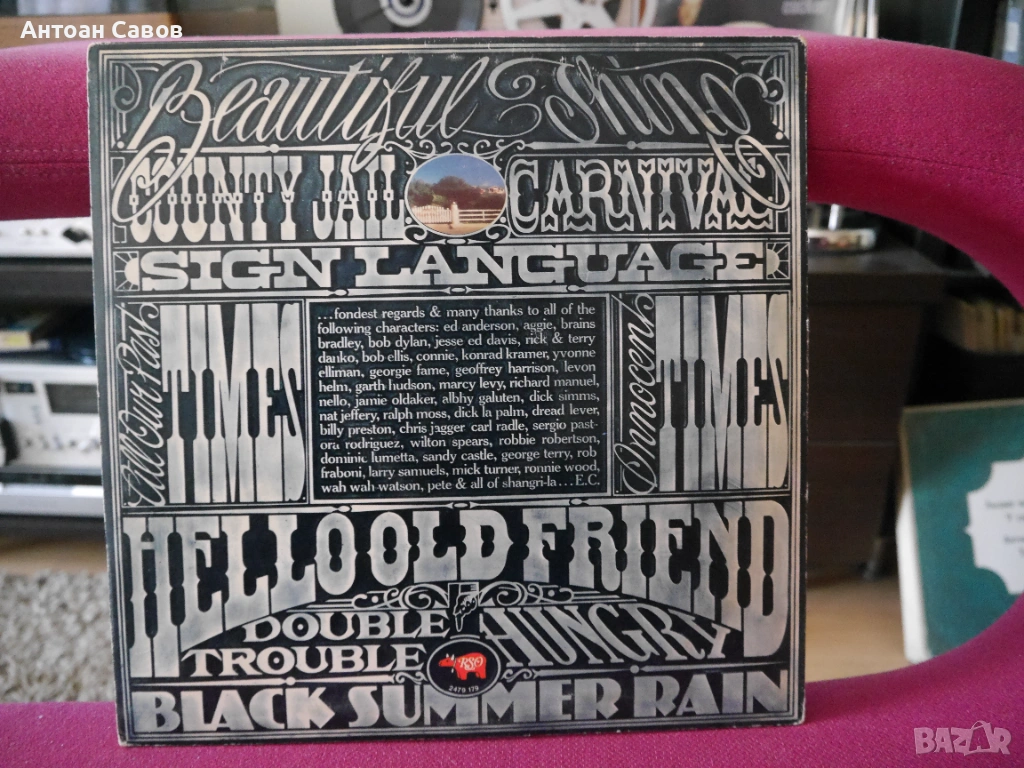 Антоан Савов
Beautiful Thing
COUNTY JAIL CARNIVAL
SIGN LANGUAGE
All Our Past TIMES
...fondest regards & many thanks to all of the
following characters: ed anderson, aggie, brains
bradley, bob dylan, jesse ed davis, rick & terry
danko, bob ellis, connie, konrad kramer, yvonne
elliman, georgie fame, geoffrey harrison, levon
helm, garth hudson, marcy levy, richard manuel,
nello, jamie oldaker, albhy galuten, dick simms,
nat jeffery, ralph moss, dick la palm, dread lever,
billy preston, chris jagger carl radle, sergio past-
ora rodriguez, wilton spears, robbie robertson,
dominic lumetta, sandy castle, george terry, rob
fraboni, larry samuels, mick turner, ronnie wood,
wah wah watson, pete & all of shangri-la...E.C.
Innocent TIMES
HELLO OLD FRIEND
DOUBLE
TROUBLE
HUNGRY
RSO
2479 179
BLACK SUMMER RAIN
BAZAR